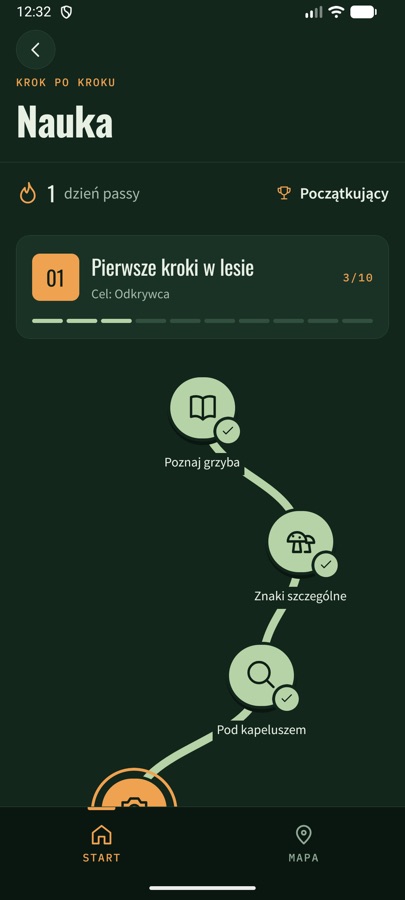 12:32
KROK PO KROKU
Nauka
1 dzień passy
Początkujący
01
Pierwsze kroki w lesie
Cel: Odkrywca
3/10
Poznaj grzyba
Znaki szczególne
Pod kapeluszem
START
MAPA